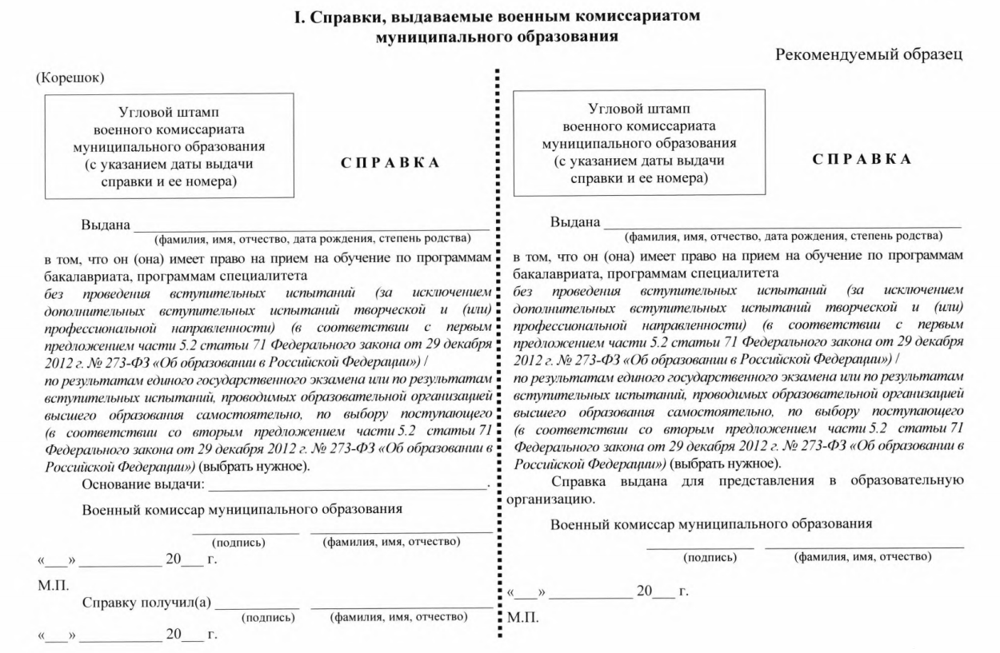 I. Справки, выдаваемые военным комиссариатом
муниципального образования
Рекомендуемый образец
(Корешок)
Угловой штамп
военного комиссариата
муниципального образования
(с указанием даты выдачи
справки и ее номера)
С П Р А В К А
Выдана
(фамилия, имя, отчество, дата рождения, степень родства)
в том, что он (она) имеет право на прием на обучение по программам
бакалавриата, программам специалитета
без проведения вступительных испытаний (за исключением
дополнительных вступительных испытаний творческой и (или)
профессиональной направленности) (в соответствии с первым
предложением части 5.2 статьи 71 Федерального закона от 29 декабря
2012 г. № 273-ФЗ «Об образовании в Российской Федерации») /
по результатам единого государственного экзамена или по результатам
вступительных испытаний, проводимых образовательной организацией
высшего образования самостоятельно, по выбору поступающего
(в соответствии со вторым предложением части 5.2 статьи 71
Федерального закона от 29 декабря 2012 г. № 273-ФЗ «Об образовании в
Российской Федерации») (выбрать нужное).
Основание выдачи: ______.
Военный комиссар муниципального образования
(подпись) (фамилия, имя, отчество)
«___» ___________ 20___ г.
М.П.
Справку получил(а)
(подпись) (фамилия, имя, отчество)
«___» ___________ 20___ г.
Угловой штамп
военного комиссариата
муниципального образования
(с указанием даты выдачи
справки и ее номера)
С П Р А В К А
Выдана
(фамилия, имя, отчество, дата рождения, степень родства)
в том, что он (она) имеет право на прием на обучение по программам
бакалавриата, программам специалитета
без проведения вступительных испытаний (за исключением
дополнительных вступительных испытаний творческой и (или)
профессиональной направленности) (в соответствии с первым
предложением части 5.2 статьи 71 Федерального закона от 29 декабря
2012 г. № 273-ФЗ «Об образовании в Российской Федерации») /
по результатам единого государственного экзамена или по результатам
вступительных испытаний, проводимых образовательной организацией
высшего образования самостоятельно, по выбору поступающего
(в соответствии со вторым предложением части 5.2 статьи 71
Федерального закона от 29 декабря 2012 г. № 273-ФЗ «Об образовании в
Российской Федерации») (выбрать нужное).
Справка выдана для представления в образовательную
организацию.
Военный комиссар муниципального образования
(подпись) (фамилия, имя, отчество)
«___» ___________ 20___ г.
М.П.